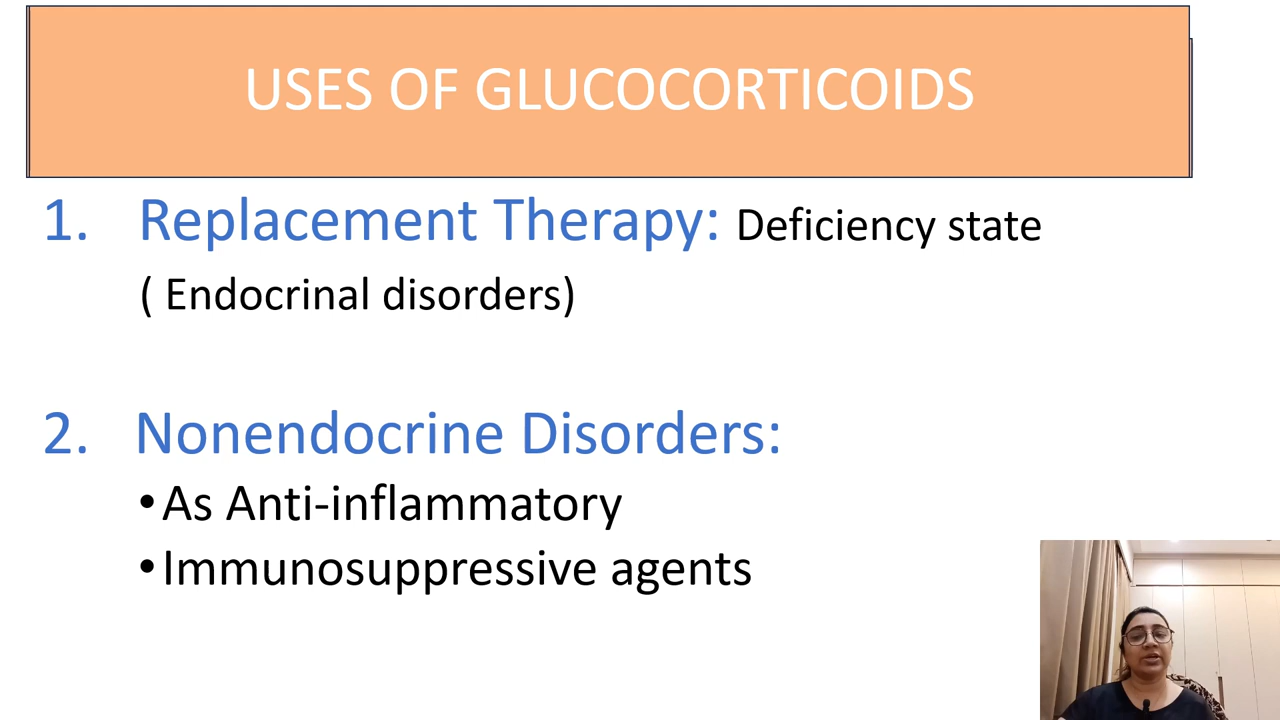 USES OF GLUCOCORTICOIDS
1. Replacement Therapy: Deficiency state
( Endocrinal disorders)
2. Nonendocrine Disorders:
•As Anti-inflammatory
•Immunosuppressive agents